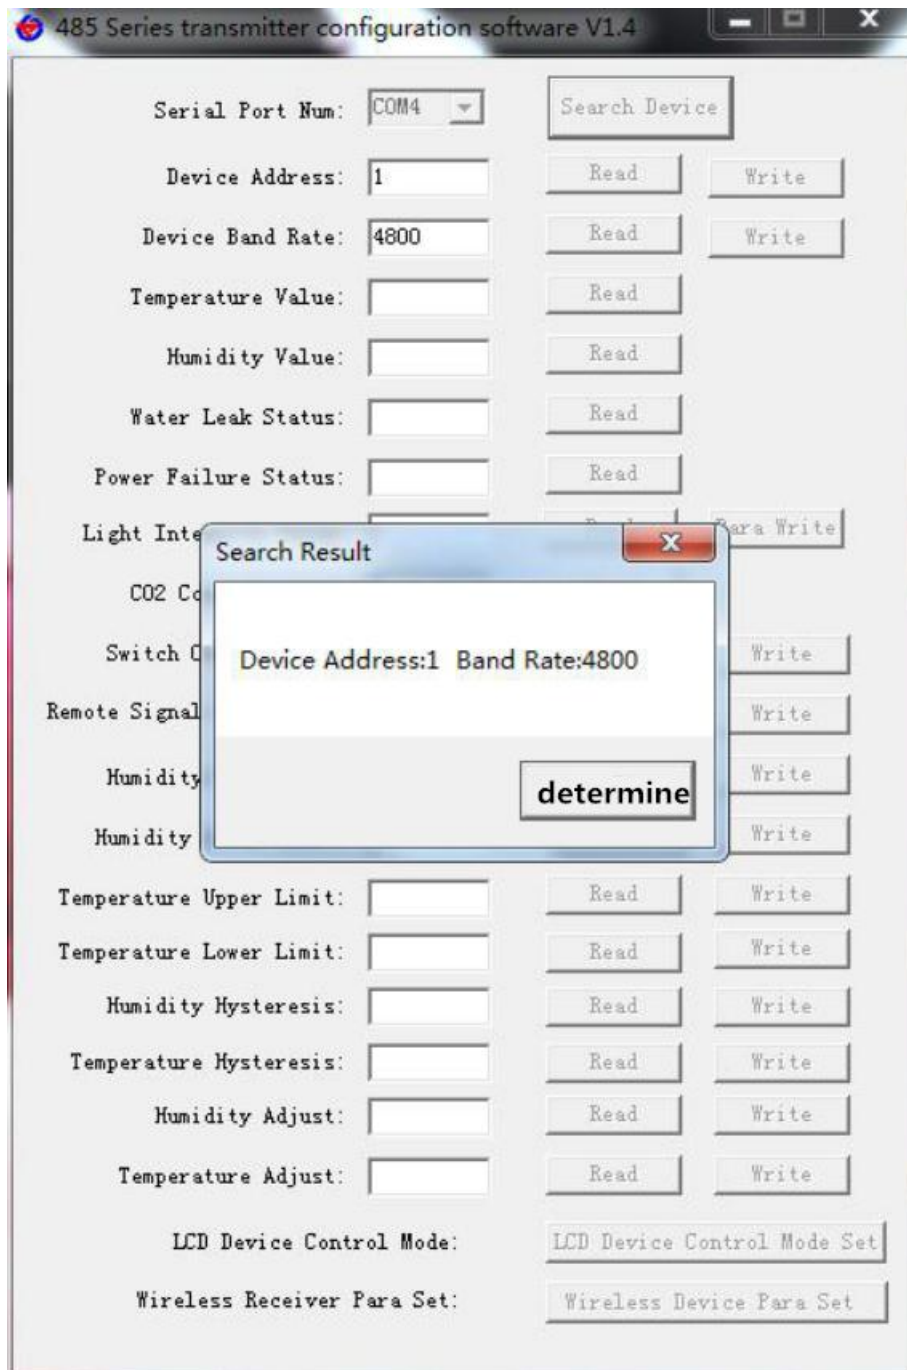 485 Series transmitter configuration software V1.4
Serial Port Num: COM4 Search Device
Device Address: 1 Read Write
Device Band Rate: 4800 Read Write
Temperature Value: Read
Humidity Value: Read
Water Leak Status: Read
Power Failure Status: Read
Light Para Write
Search Result
CO2
Switch Write
Device Address:1 Band Rate:4800
Remote Signal Write
Humidity Write
determine
Humidity Write
Temperature Upper Limit: Read Write
Temperature Lower Limit: Read Write
Humidity Hysteresis: Read Write
Temperature Hysteresis: Read Write
Humidity Adjust: Read Write
Temperature Adjust: Read Write
LCD Device Control Mode: LCD Device Control Mode Set
Wireless Receiver Para Set: Wireless Device Para Set